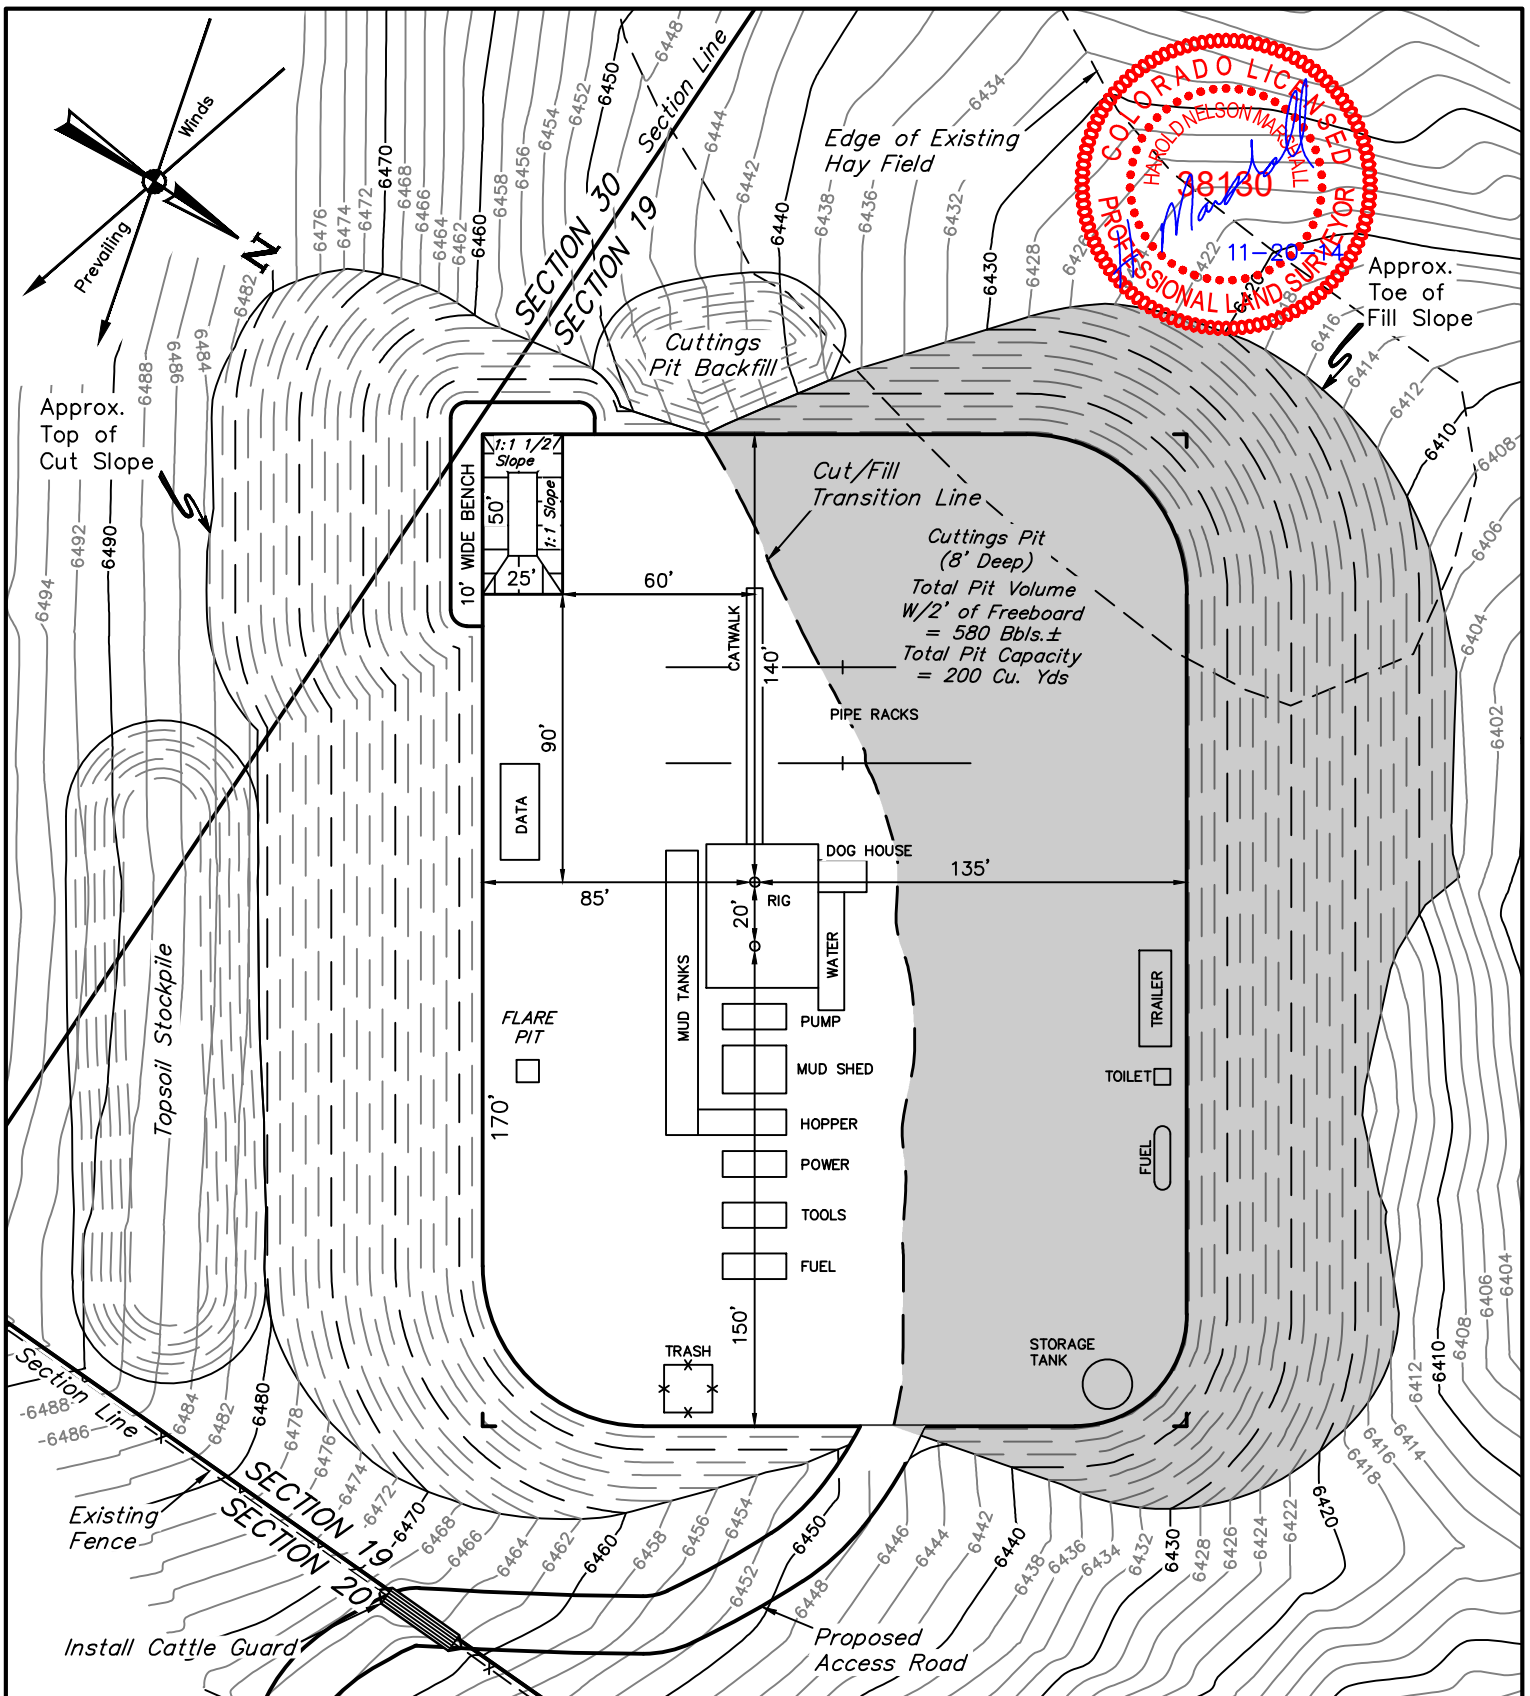 6476
6474
6472
6470
6468
6466
6464
6462
6460
6458
6456
6454
6452
6450
6448
6444
6442
6440
6438
6436
6434
6432
6430
6428
6422
6420
6416
6414
6412
6410
6408
6406
6404
6402
Section Line
SECTION 30
SECTION 19
Winds
Prevailing
N
Edge of Existing
Hay Field
COLORADO LICENSED
HAROLD NELSON MARSHALL
38130
11-20-14
PROFESSIONAL LAND SURVEYOR
Approx.
Toe of
Fill Slope
6482
6484
6486
6488
6490
6492
6494
Approx.
Top of
Cut Slope
Cuttings
Pit Backfill
1:1 1/2
Slope
1:1 Slope
50'
25'
10' WIDE BENCH
60'
Cut/Fill
Transition Line
Cuttings Pit
(8' Deep)
Total Pit Volume
W/2' of Freeboard
= 580 Bbls.±
Total Pit Capacity
= 200 Cu. Yds
CATWALK
140'
PIPE RACKS
90'
DATA
DOG HOUSE
85'
135'
RIG
20'
MUD TANKS
WATER
TRAILER
Topsoil Stockpile
FLARE
PIT
PUMP
MUD SHED
TOILET
170'
HOPPER
POWER
FUEL
TOOLS
FUEL
150'
TRASH
STORAGE
TANK
Section Line
-6488-
-6486-
6484
6482
6480
6478
6476
6474
6472
6470
6468
6466
6464
6462
6460
6458
6456
6454
6452
6450
6448
6446
6444
6442
6440
6438
6436
6434
6432
6430
6428
6426
6424
6422
6420
6418
6416
6414
6412
6410
6408
6406
6404
SECTION 19
SECTION 20
Existing
Fence
Install Cattle Guard
Proposed
Access Road